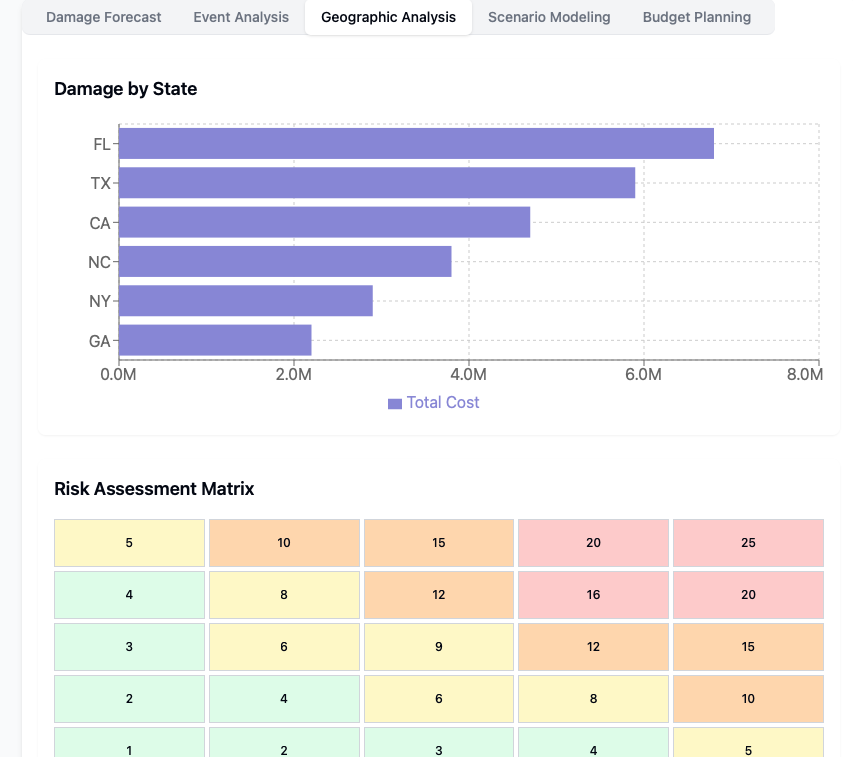 Damage Forecast Event Analysis Geographic Analysis Scenario Modeling Budget Planning
Damage by State
FL
TX
CA
NC
NY
GA
0.0M 2.0M 4.0M 6.0M 8.0M
Total Cost
Risk Assessment Matrix
5 10 15 20 25
4 8 12 16 20
3 6 9 12 15
2 4 6 8 10
1 2 3 4 5